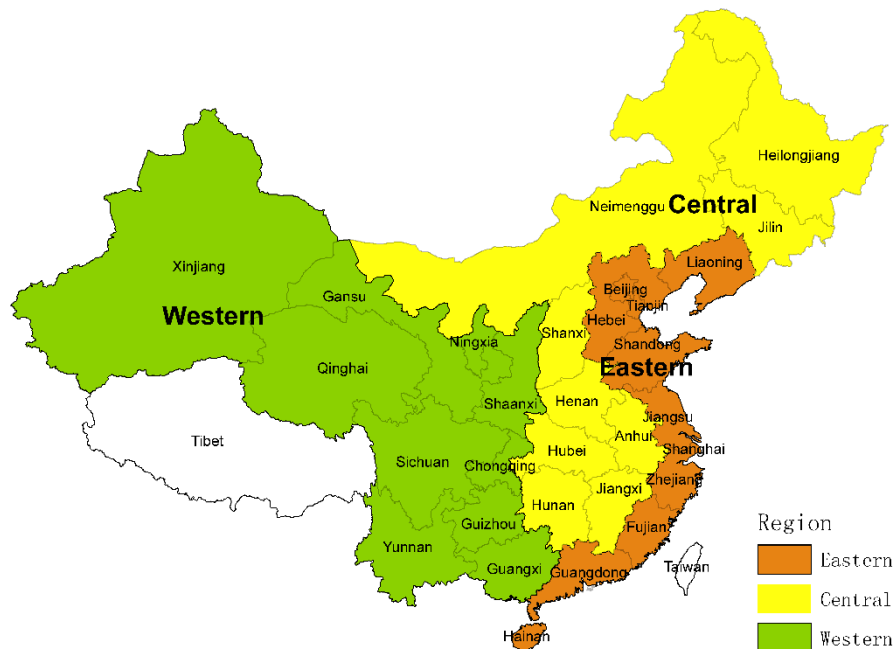 Heilongjiang
Neimenggu
Central
Jilin
Liaoning
Xinjiang
Gansu
Beijing
Tianjin
Western
Hebei
Shanxi
Ningxia
Shandong
Qinghai
Eastern
Shaanxi
Henan
Jiangsu
Anhui
Tibet
Shanghai
Hubei
Sichuan
Chongqing
Zhejiang
Jiangxi
Hunan
Guizhou
Fujian
Yunnan
Guangxi
Guangdong
Taiwan
Hainan
Region
Eastern
Central
Western